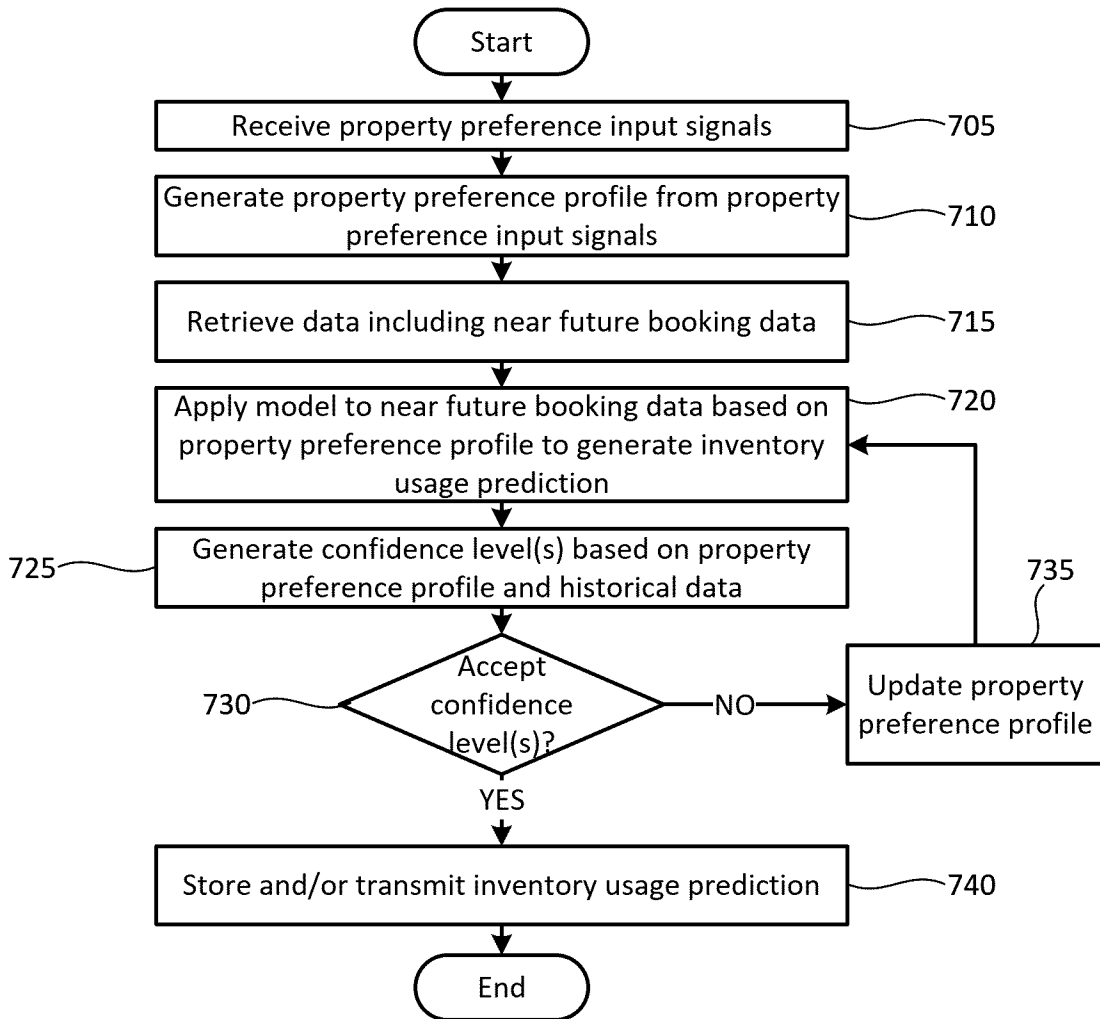 Start
Receive property preference input signals
705
Generate property preference profile from property
preference input signals
710
Retrieve data including near future booking data
715
Apply model to near future booking data based on
property preference profile to generate inventory
usage prediction
720
725
Generate confidence level(s) based on property
preference profile and historical data
730
Accept
confidence
level(s)?
NO
735
Update property
preference profile
YES
Store and/or transmit inventory usage prediction
740
End